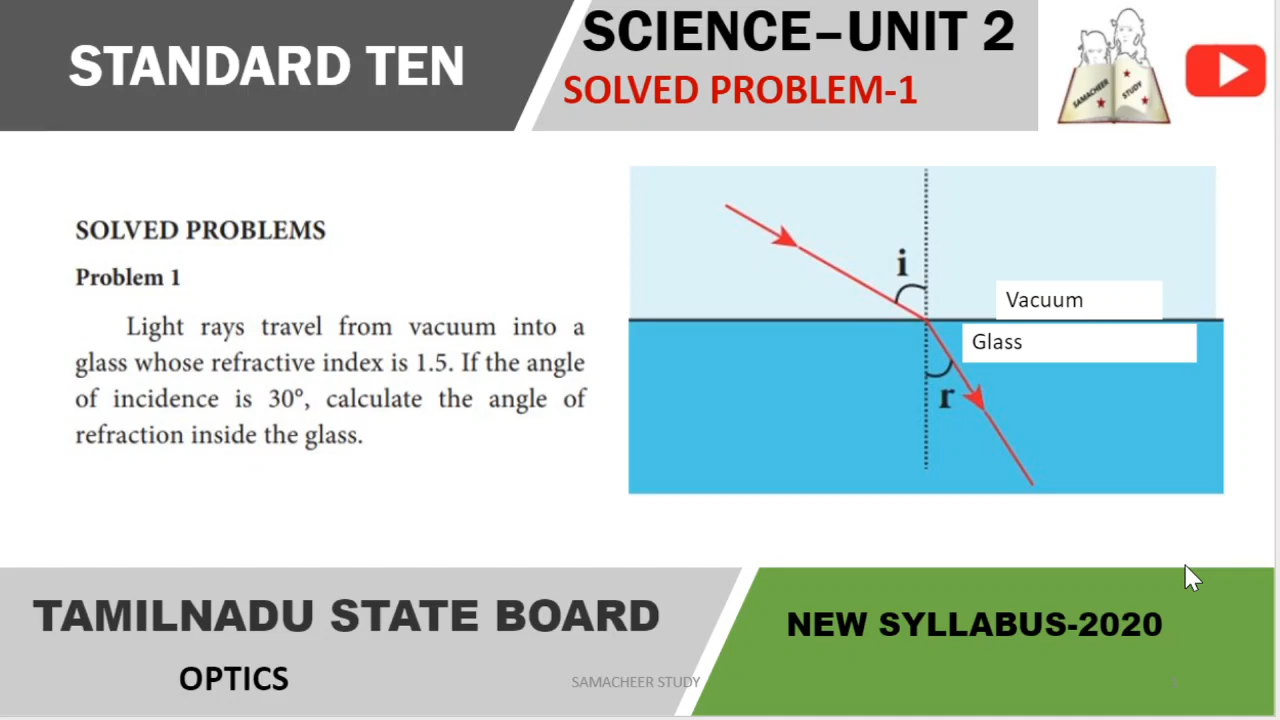 STANDARD TEN
SCIENCE–UNIT 2
SOLVED PROBLEM-1
SAMACHEER
STUDY
SOLVED PROBLEMS
Problem 1
Light rays travel from vacuum into a
glass whose refractive index is 1.5. If the angle
of incidence is 30°, calculate the angle of
refraction inside the glass.
i
Vacuum
Glass
r
TAMILNADU STATE BOARD
OPTICS
NEW SYLLABUS-2020
SAMACHEER STUDY